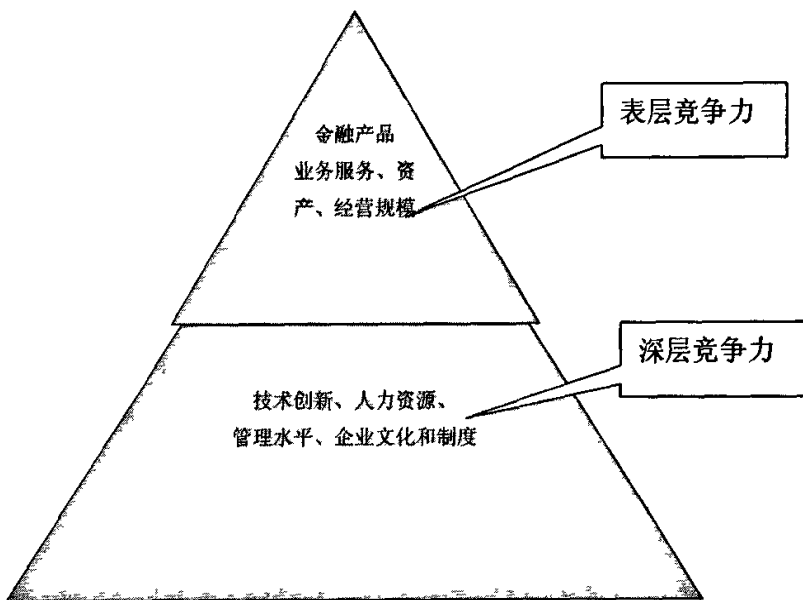 金融产品
业务服务、资
产、经营规模
表层竞争力
深层竞争力
技术创新、人力资源、
管理水平、企业文化和制度